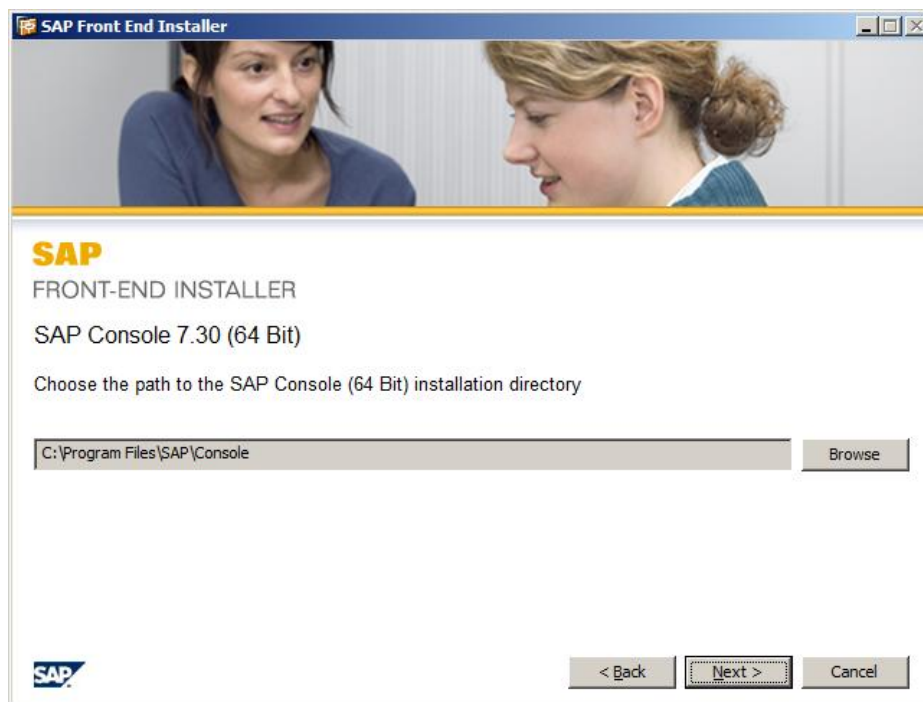 SAP Front End Installer
SAP
FRONT-END INSTALLER
SAP Console 7.30 (64 Bit)
Choose the path to the SAP Console (64 Bit) installation directory
C:\Program Files\SAP\Console
Browse
SAP
< Back
Next >
Cancel